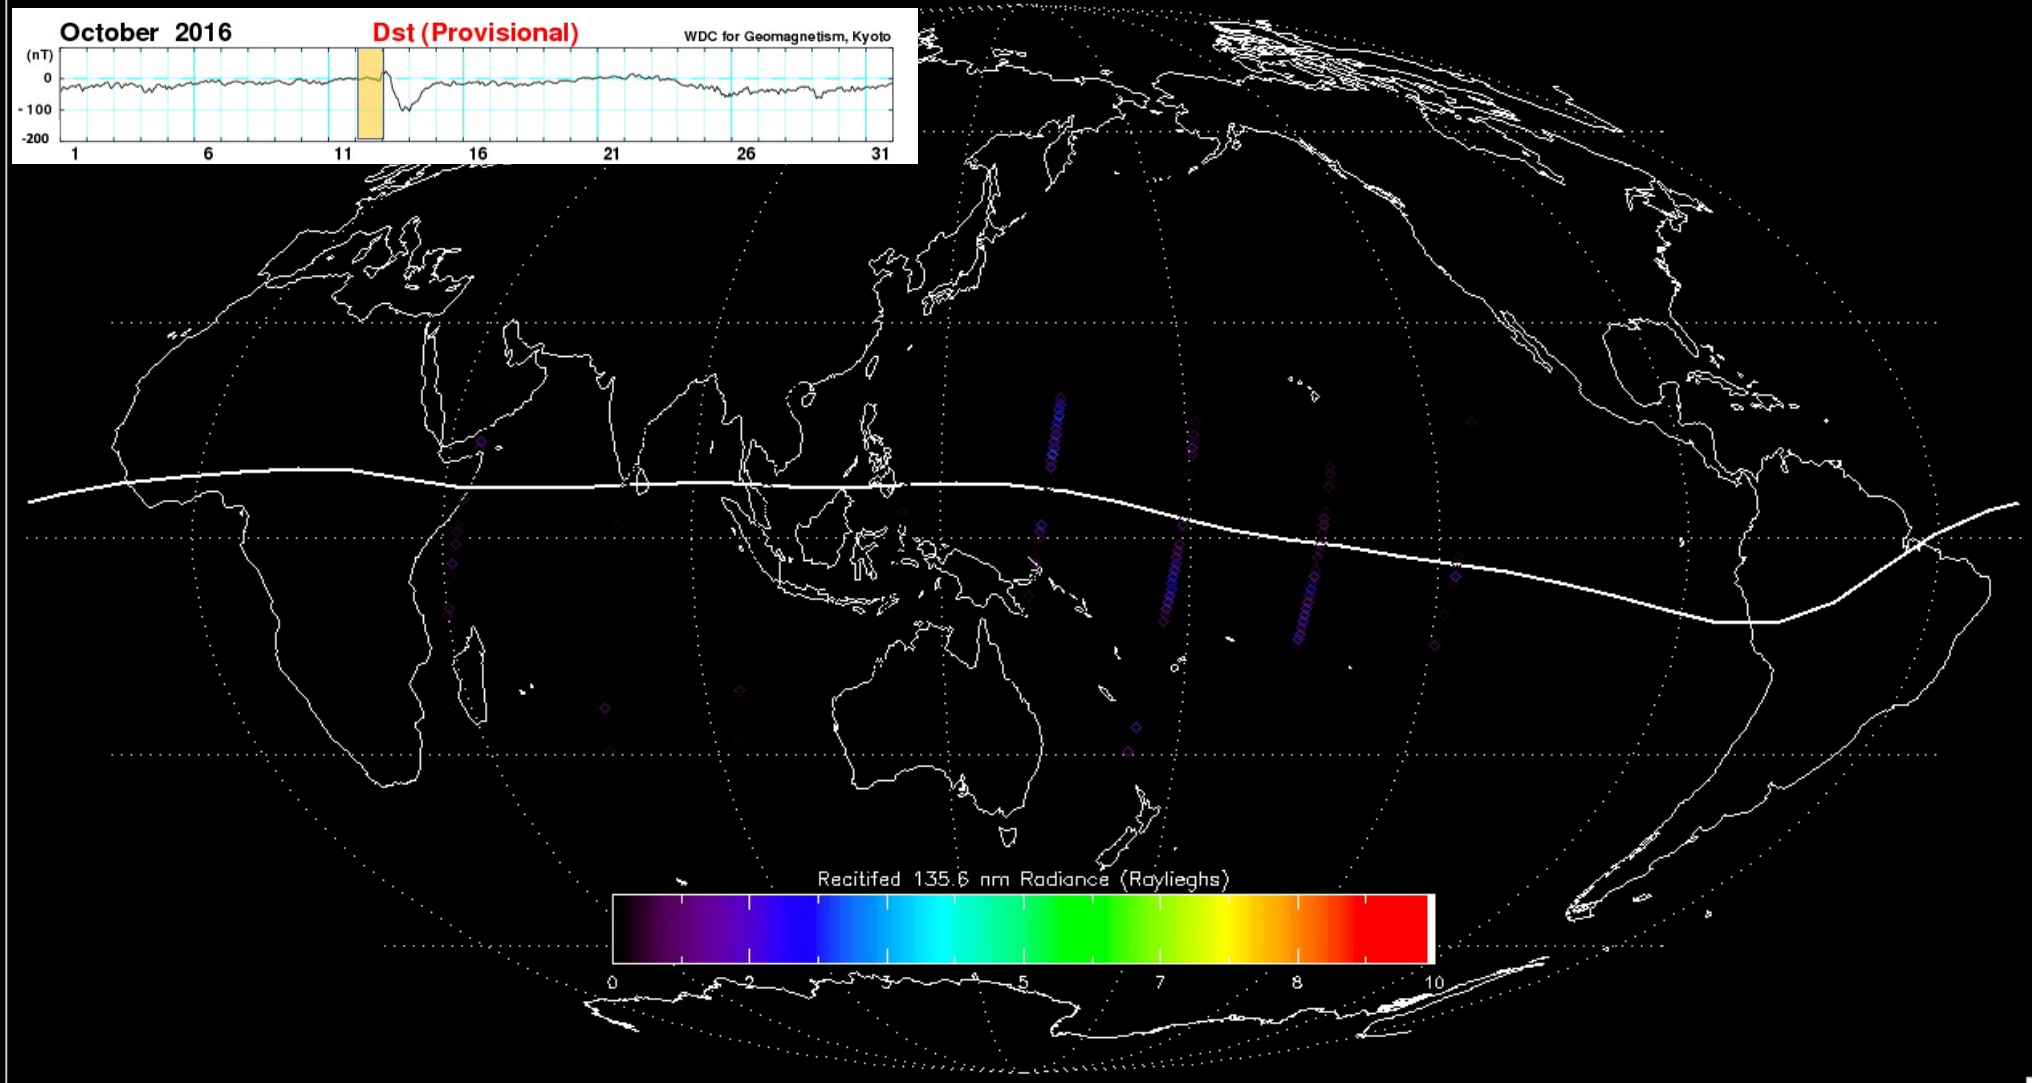 October 2016 Dst (Provisional) WDC for Geomagnetism, Kyoto
(nT)
0
-100
-200
1 6 11 16 21 26 31
Recitifed 135.6 nm Radiance (Raylieghs)
0 2 3 5 7 8 10